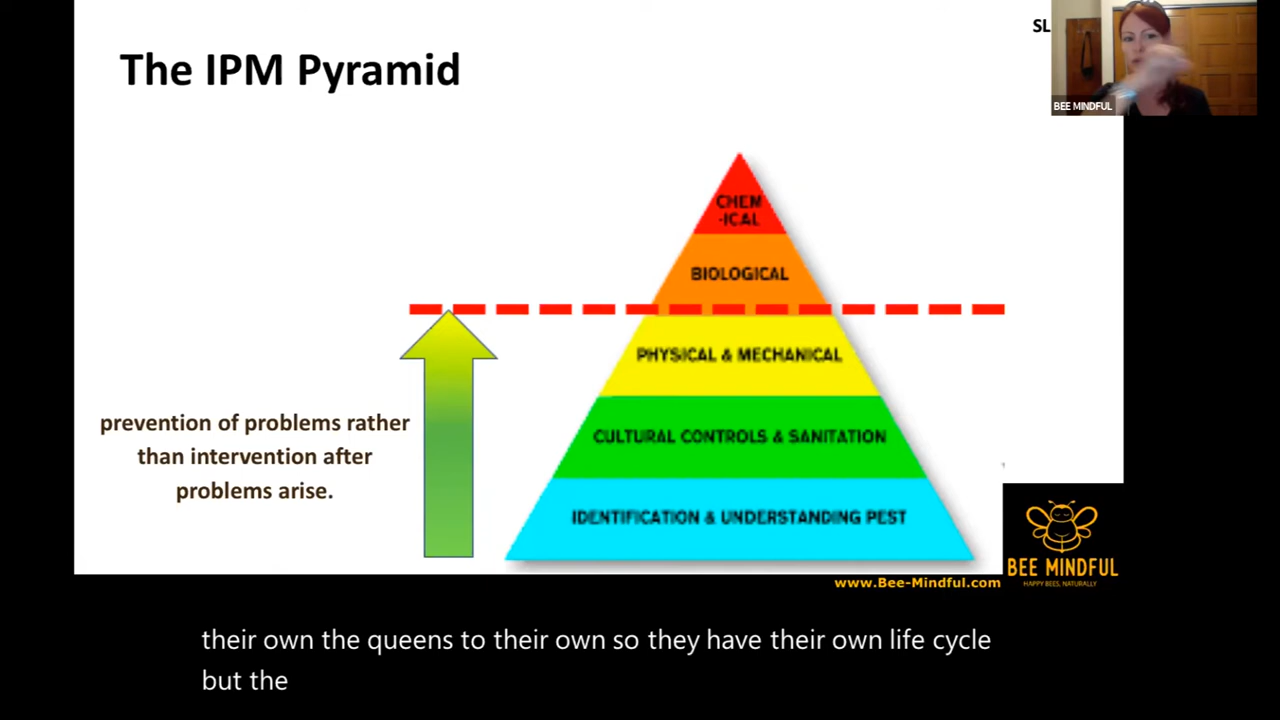 The IPM Pyramid
SL
BEE MINDFUL
CHEM
-ICAL
BIOLOGICAL
PHYSICAL & MECHANICAL
prevention of problems rather
than intervention after
problems arise.
CULTURAL CONTROLS & SANITATION
IDENTIFICATION & UNDERSTANDING PEST
BEE MINDFUL
HAPPY BEES, NATURALLY
www.Bee-Mindful.com
their own the queens to their own so they have their own life cycle
but the